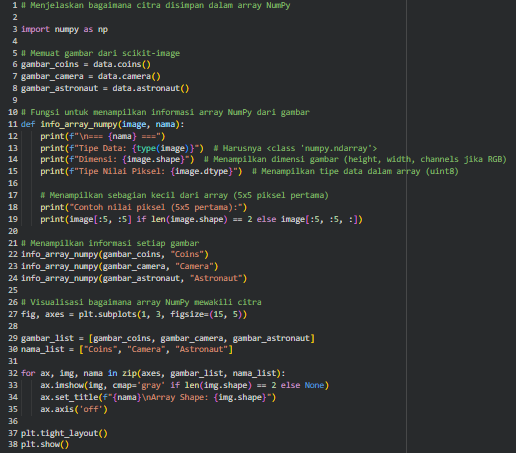 1 # Menjelaskan bagaimana citra disimpan dalam array NumPy
2
3 import numpy as np
4
5 # Memuat gambar dari scikit-image
6 gambar_coins = data.coins()
7 gambar_camera = data.camera()
8 gambar_astronaut = data.astronaut()
9
10 # Fungsi untuk menampilkan informasi array NumPy dari gambar
11 def info_array_numpy(image, nama):
12     print(f"\n=== {nama} ===")
13     print(f"Tipe Data: {type(image)}")  # Harusnya <class 'numpy.ndarray'>
14     print(f"Dimensi: {image.shape}")  # Menampilkan dimensi gambar (height, width, channels jika RGB)
15     print(f"Tipe Nilai Piksel: {image.dtype}")  # Menampilkan tipe data dalam array (uint8)
16
17     # Menampilkan sebagian kecil dari array (5x5 piksel pertama)
18     print("Contoh nilai piksel (5x5 pertama):")
19     print(image[:5, :5] if len(image.shape) == 2 else image[:5, :5, :])
20
21 # Menampilkan informasi setiap gambar
22 info_array_numpy(gambar_coins, "Coins")
23 info_array_numpy(gambar_camera, "Camera")
24 info_array_numpy(gambar_astronaut, "Astronaut")
25
26 # Visualisasi bagaimana array NumPy mewakili citra
27 fig, axes = plt.subplots(1, 3, figsize=(15, 5))
28
29 gambar_list = [gambar_coins, gambar_camera, gambar_astronaut]
30 nama_list = ["Coins", "Camera", "Astronaut"]
31
32 for ax, img, nama in zip(axes, gambar_list, nama_list):
33     ax.imshow(img, cmap='gray' if len(img.shape) == 2 else None)
34     ax.set_title(f"{nama}\nArray Shape: {img.shape}")
35     ax.axis('off')
36
37 plt.tight_layout()
38 plt.show()